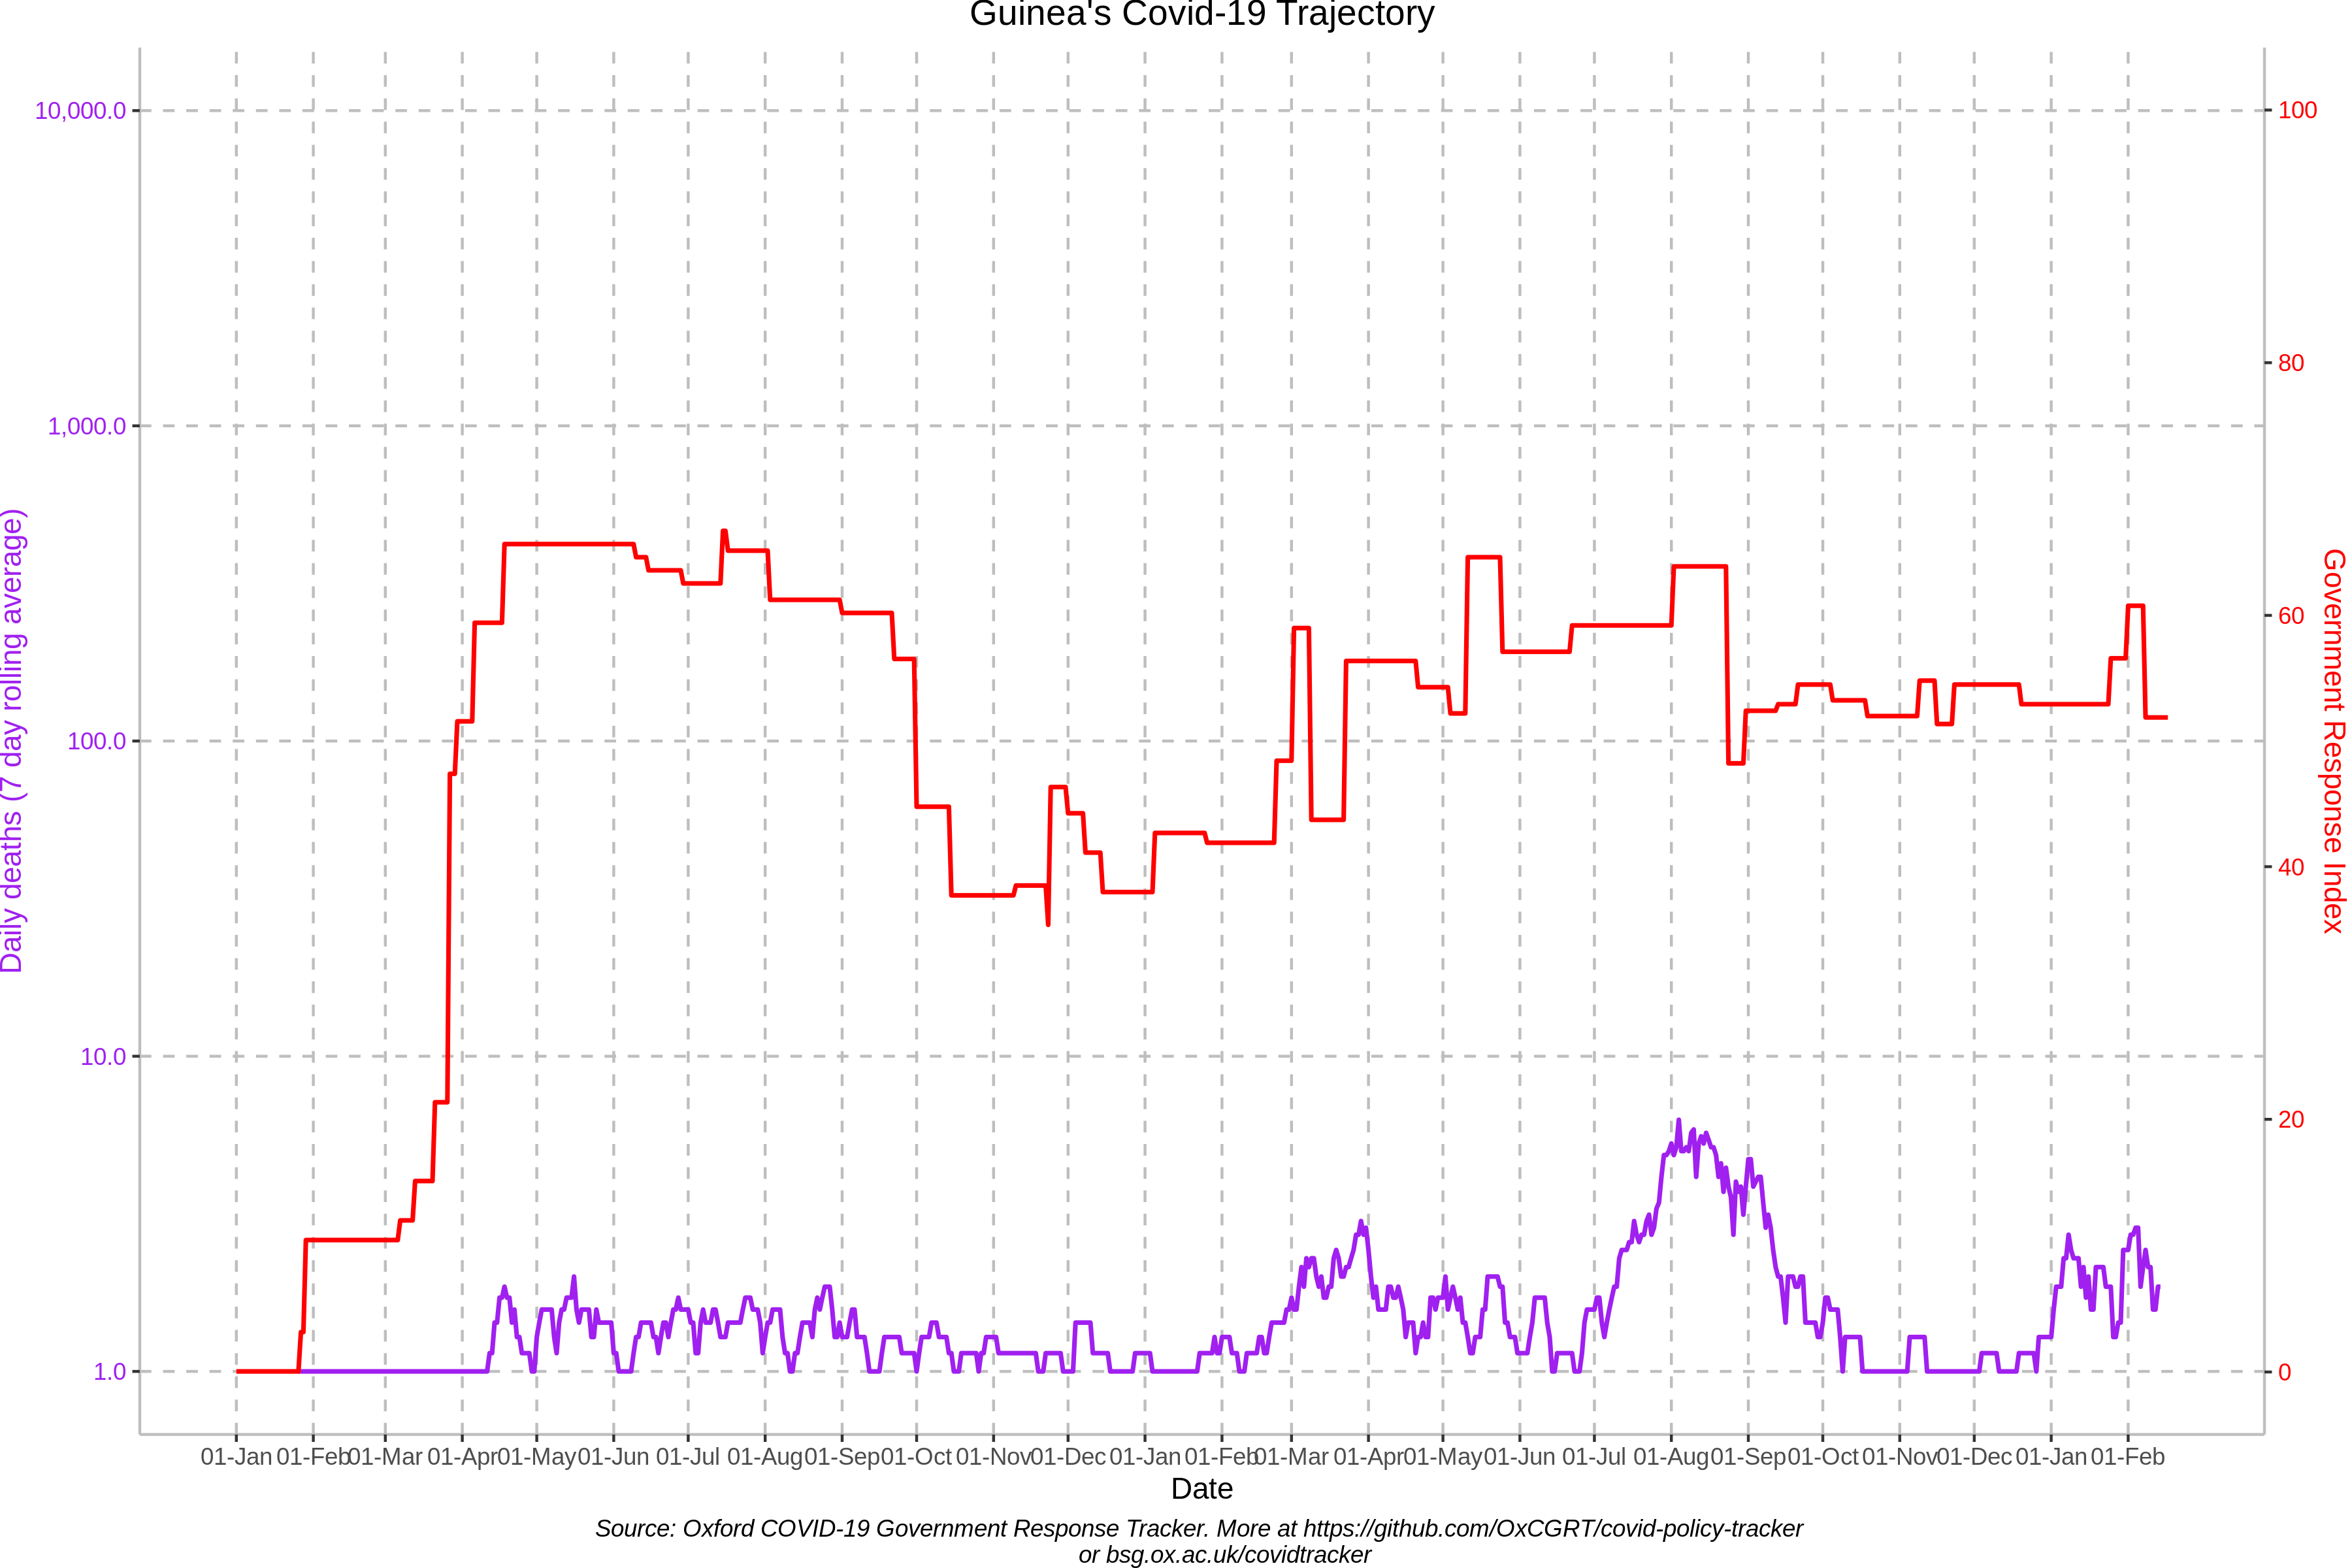 Guinea's Covid-19 Trajectory
10,000.0
1,000.0
100.0
10.0
1.0
Daily deaths (7 day rolling average)
100
80
60
40
20
0
Government Response Index
01-Jan 01-Feb 01-Mar 01-Apr 01-May 01-Jun 01-Jul 01-Aug 01-Sep 01-Oct 01-Nov 01-Dec 01-Jan 01-Feb 01-Mar 01-Apr 01-May 01-Jun 01-Jul 01-Aug 01-Sep 01-Oct 01-Nov 01-Dec 01-Jan 01-Feb
Date
Source: Oxford COVID-19 Government Response Tracker. More at https://github.com/OxCGRT/covid-policy-tracker
or bsg.ox.ac.uk/covidtracker